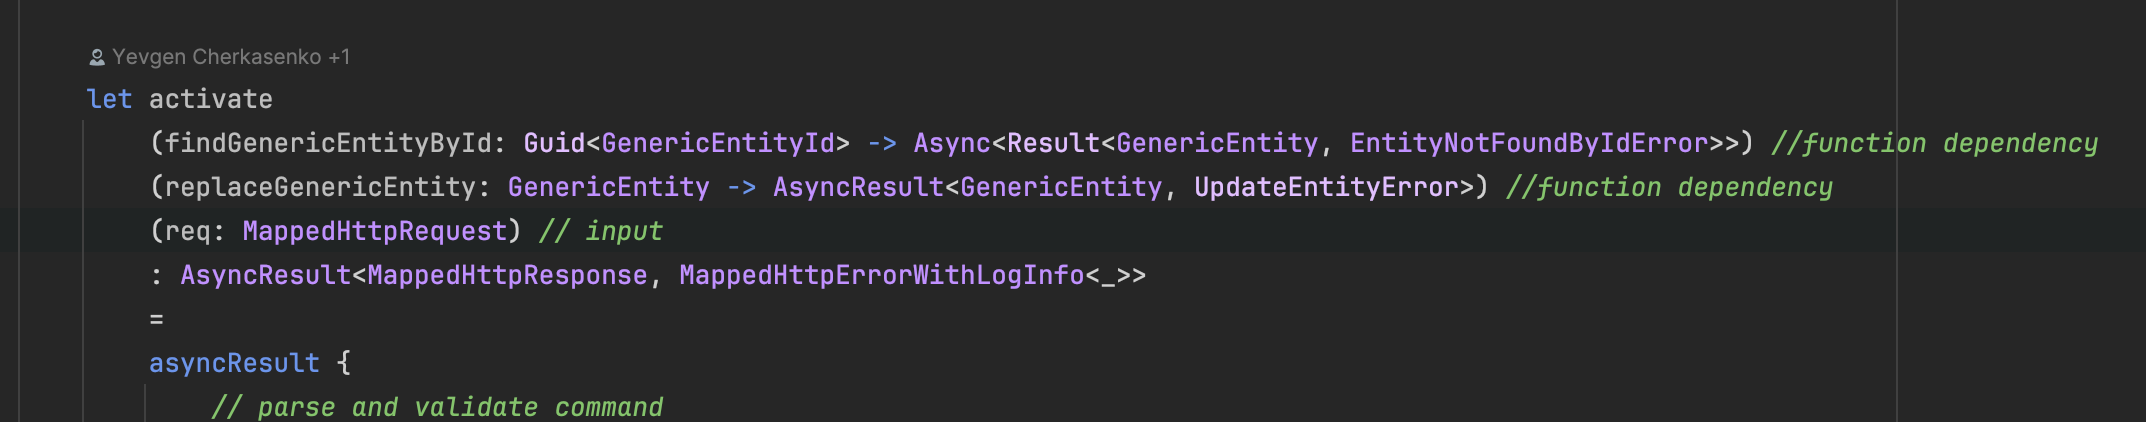 Yevgen Cherkasenko +1
let activate
(findGenericEntityById: Guid<GenericEntityId> -> Async<Result<GenericEntity, EntityNotFoundByIdError>>) //function dependency
(replaceGenericEntity: GenericEntity -> AsyncResult<GenericEntity, UpdateEntityError>) //function dependency
(req: MappedHttpRequest) // input
: AsyncResult<MappedHttpResponse, MappedHttpErrorWithLogInfo<_>>
=
asyncResult {
// parse and validate command